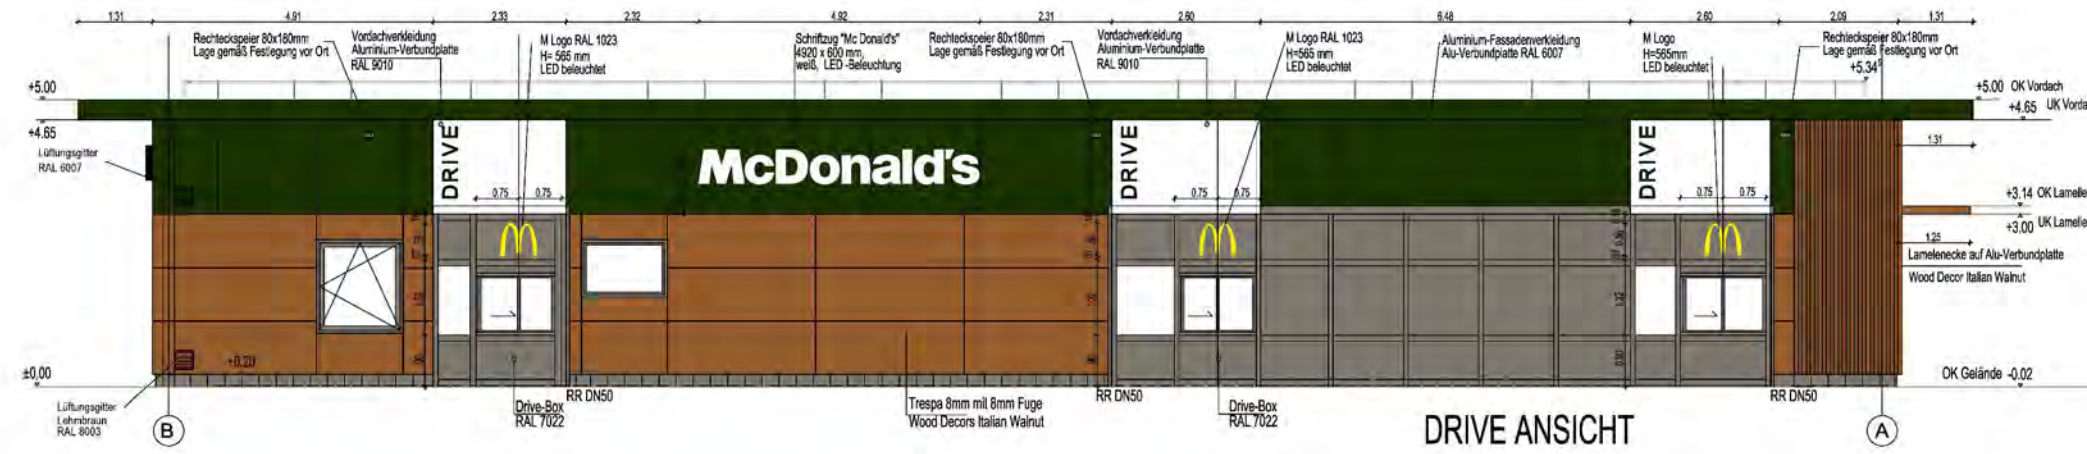 1.31 4.91 2.33 2.32 4.92 2.31 2.60 6.48 2.60 2.09 1.31
Rechteckspeier 80x180mm
Lage gemäß Festlegung vor Ort
Vordachverkleidung
Aluminium-Verbundplatte
RAL 9010
M Logo RAL 1023
H= 565 mm
LED beleuchtet
Schriftzug "Mc Donald's"
4920 x 600 mm,
weiß, LED -Beleuchtung
Rechteckspeier 80x180mm
Lage gemäß Festlegung vor Ort
Vordachverkleidung
Aluminium-Verbundplatte
RAL 9010
M Logo RAL 1023
H=565 mm
LED beleuchtet
Aluminium-Fassadenverkleidung
Alu-Verbundplatte RAL 6007
M Logo
H=565mm
LED beleuchtet
Rechteckspeier 80x180mm
Lage gemäß Festlegung vor Ort
+5.34⁵
+5.00
+5.00 OK Vordach
+4.65 UK Vorda
+4.65
Lüftungsgitter
RAL 6007
DRIVE
McDonald's
DRIVE
DRIVE
1.31
0.75 0.75
0.75 0.75
0.75 0.75
+3.14 OK Lamelle
+3.00 UK Lamelle
1.25
Lamelenecke auf Alu-Verbundplatte
Wood Decor Italian Walnut
+0.20
±0,00
OK Gelände -0.02
Lüftungsgitter
Lehmbraun
RAL 8003
B
Drive-Box
RAL 7022
RR DN50
Trespa 8mm mit 8mm Fuge
Wood Decors Italian Walnut
RR DN50
Drive-Box
RAL 7022
DRIVE ANSICHT
RR DN50
A